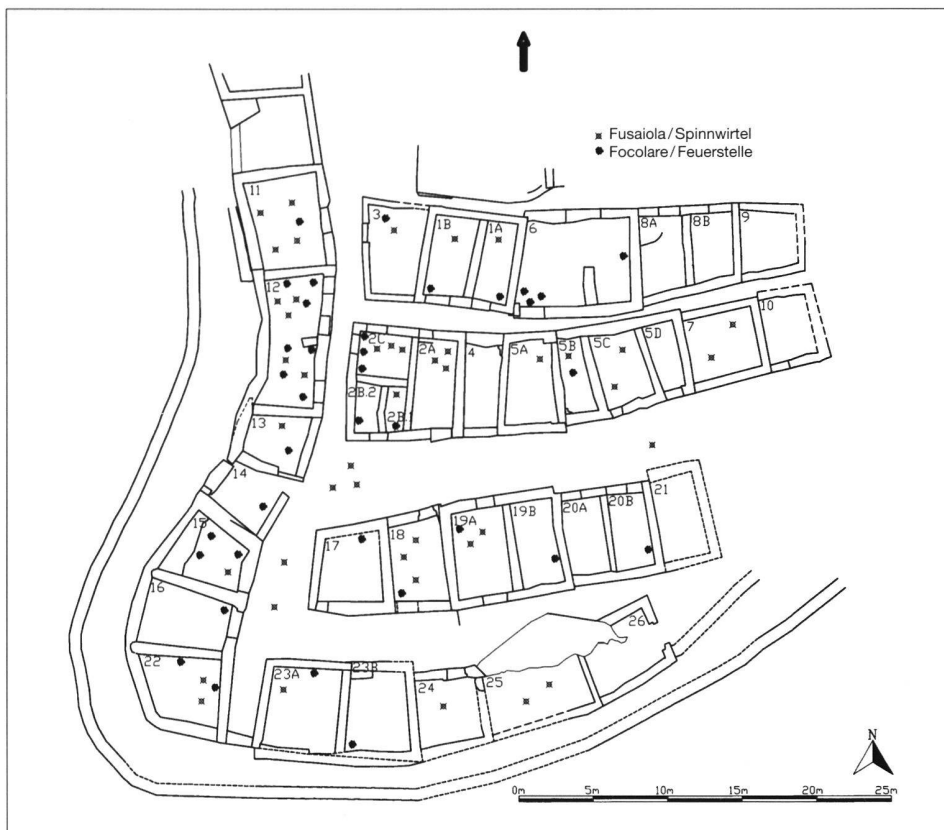 Fusaiola/Spinnwirtel
Focolare/Feuerstelle
11
3
1B
1A
6
8A
8B
9
12
2C
2A
4
5A
5B
5C
5D
7
10
2B.2
2B.1
13
14
15
17
18
19A
19B
20A
20B
21
16
22
23A
23B
24
25
26
N
0m
5m
10m
15m
20m
25m